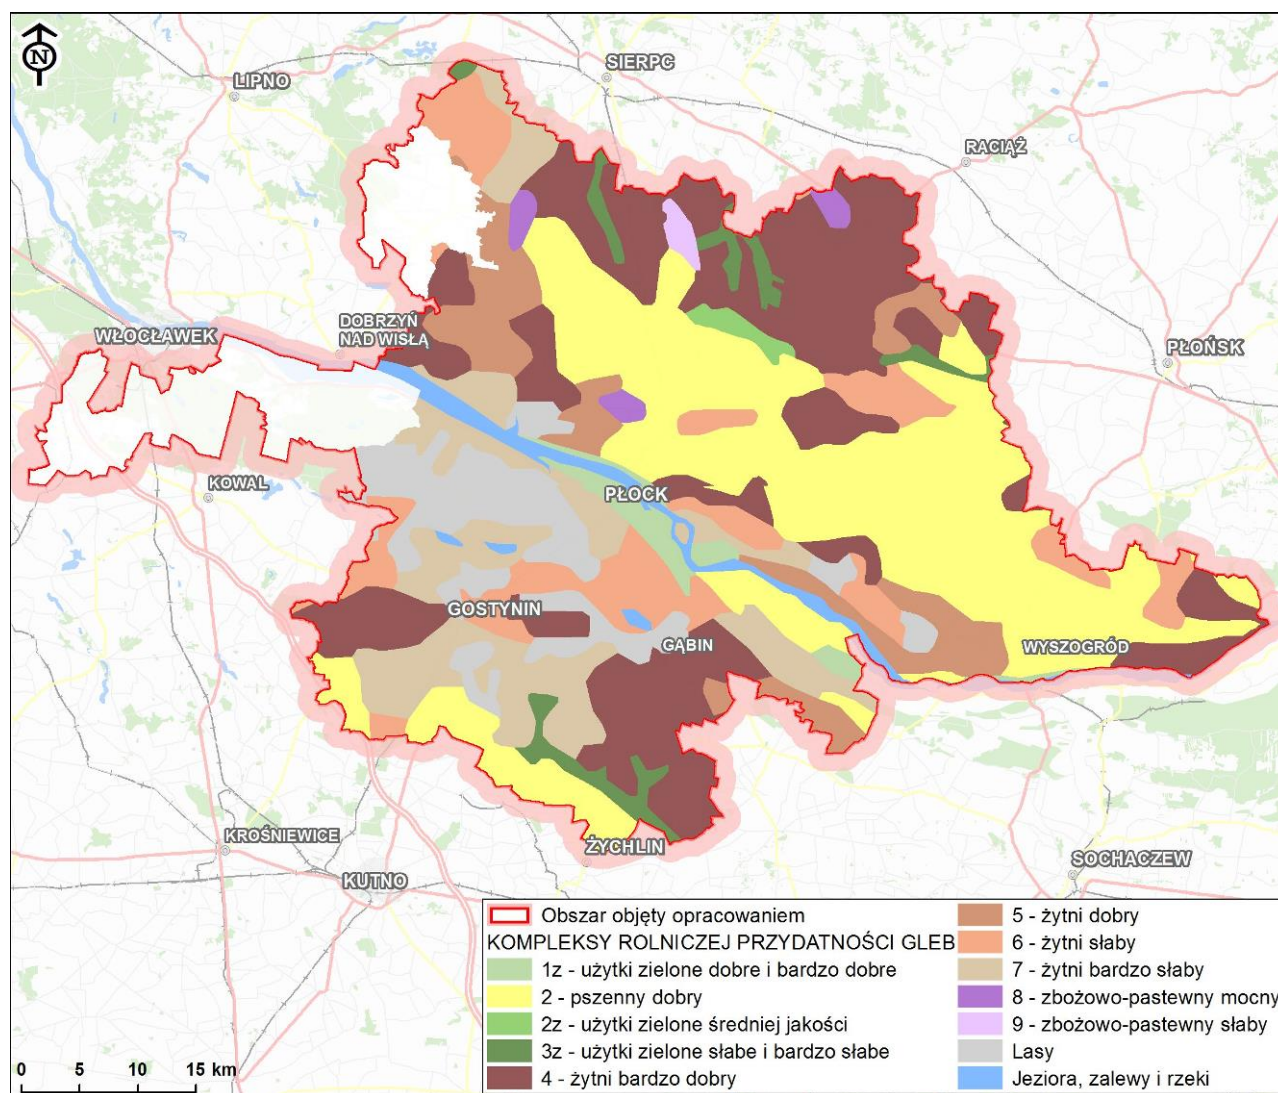 N
LIPNO
SIERPC
RACIĄŻ
DOBRZYŃ
NAD WISŁĄ
WŁOCŁAWEK
PŁOŃSK
KOWAL
PŁOCK
GOSTYNIN
GĄBIN
WYSZOGRÓD
KROŚNIEWICE
ŻYCHLIN
KUTNO
SOCHACZEW
0 5 10 15 km
Obszar objęty opracowaniem
KOMPLEKSY ROLNICZEJ PRZYDATNOŚCI GLEB
1z - użytki zielone dobre i bardzo dobre
2 - pszenny dobry
2z - użytki zielone średniej jakości
3z - użytki zielone słabe i bardzo słabe
4 - żytni bardzo dobry
5 - żytni dobry
6 - żytni słaby
7 - żytni bardzo słaby
8 - zbożowo-pastewny mocny
9 - zbożowo-pastewny słaby
Lasy
Jeziora, zalewy i rzeki